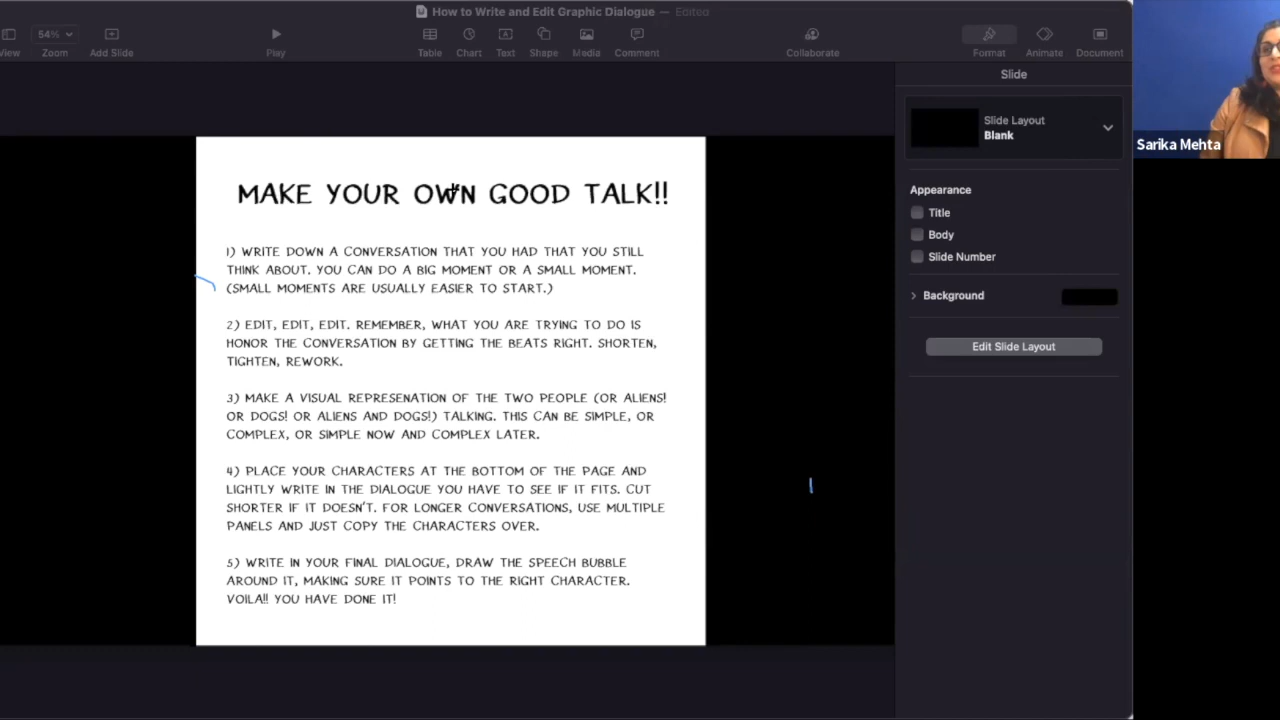 How to Write and Edit Graphic Dialogue — Edited
View
54%
Zoom
Add Slide
Play
Table
Chart
Text
Shape
Media
Comment
Collaborate
Format
Animate
Document
Slide
Slide Layout
Blank
Appearance
Title
Body
Slide Number
Background
Edit Slide Layout
Sarika Mehta
MAKE YOUR OWN GOOD TALK!!
1) WRITE DOWN A CONVERSATION THAT YOU HAD THAT YOU STILL
THINK ABOUT. YOU CAN DO A BIG MOMENT OR A SMALL MOMENT.
(SMALL MOMENTS ARE USUALLY EASIER TO START.)
2) EDIT, EDIT, EDIT. REMEMBER, WHAT YOU ARE TRYING TO DO IS
HONOR THE CONVERSATION BY GETTING THE BEATS RIGHT. SHORTEN,
TIGHTEN, REWORK.
3) MAKE A VISUAL REPRESENATION OF THE TWO PEOPLE (OR ALIENS!
OR DOGS! OR ALIENS AND DOGS!) TALKING. THIS CAN BE SIMPLE, OR
COMPLEX, OR SIMPLE NOW AND COMPLEX LATER.
4) PLACE YOUR CHARACTERS AT THE BOTTOM OF THE PAGE AND
LIGHTLY WRITE IN THE DIALOGUE YOU HAVE TO SEE IF IT FITS. CUT
SHORTER IF IT DOESN'T. FOR LONGER CONVERSATIONS, USE MULTIPLE
PANELS AND JUST COPY THE CHARACTERS OVER.
5) WRITE IN YOUR FINAL DIALOGUE, DRAW THE SPEECH BUBBLE
AROUND IT, MAKING SURE IT POINTS TO THE RIGHT CHARACTER.
VOILA!! YOU HAVE DONE IT!